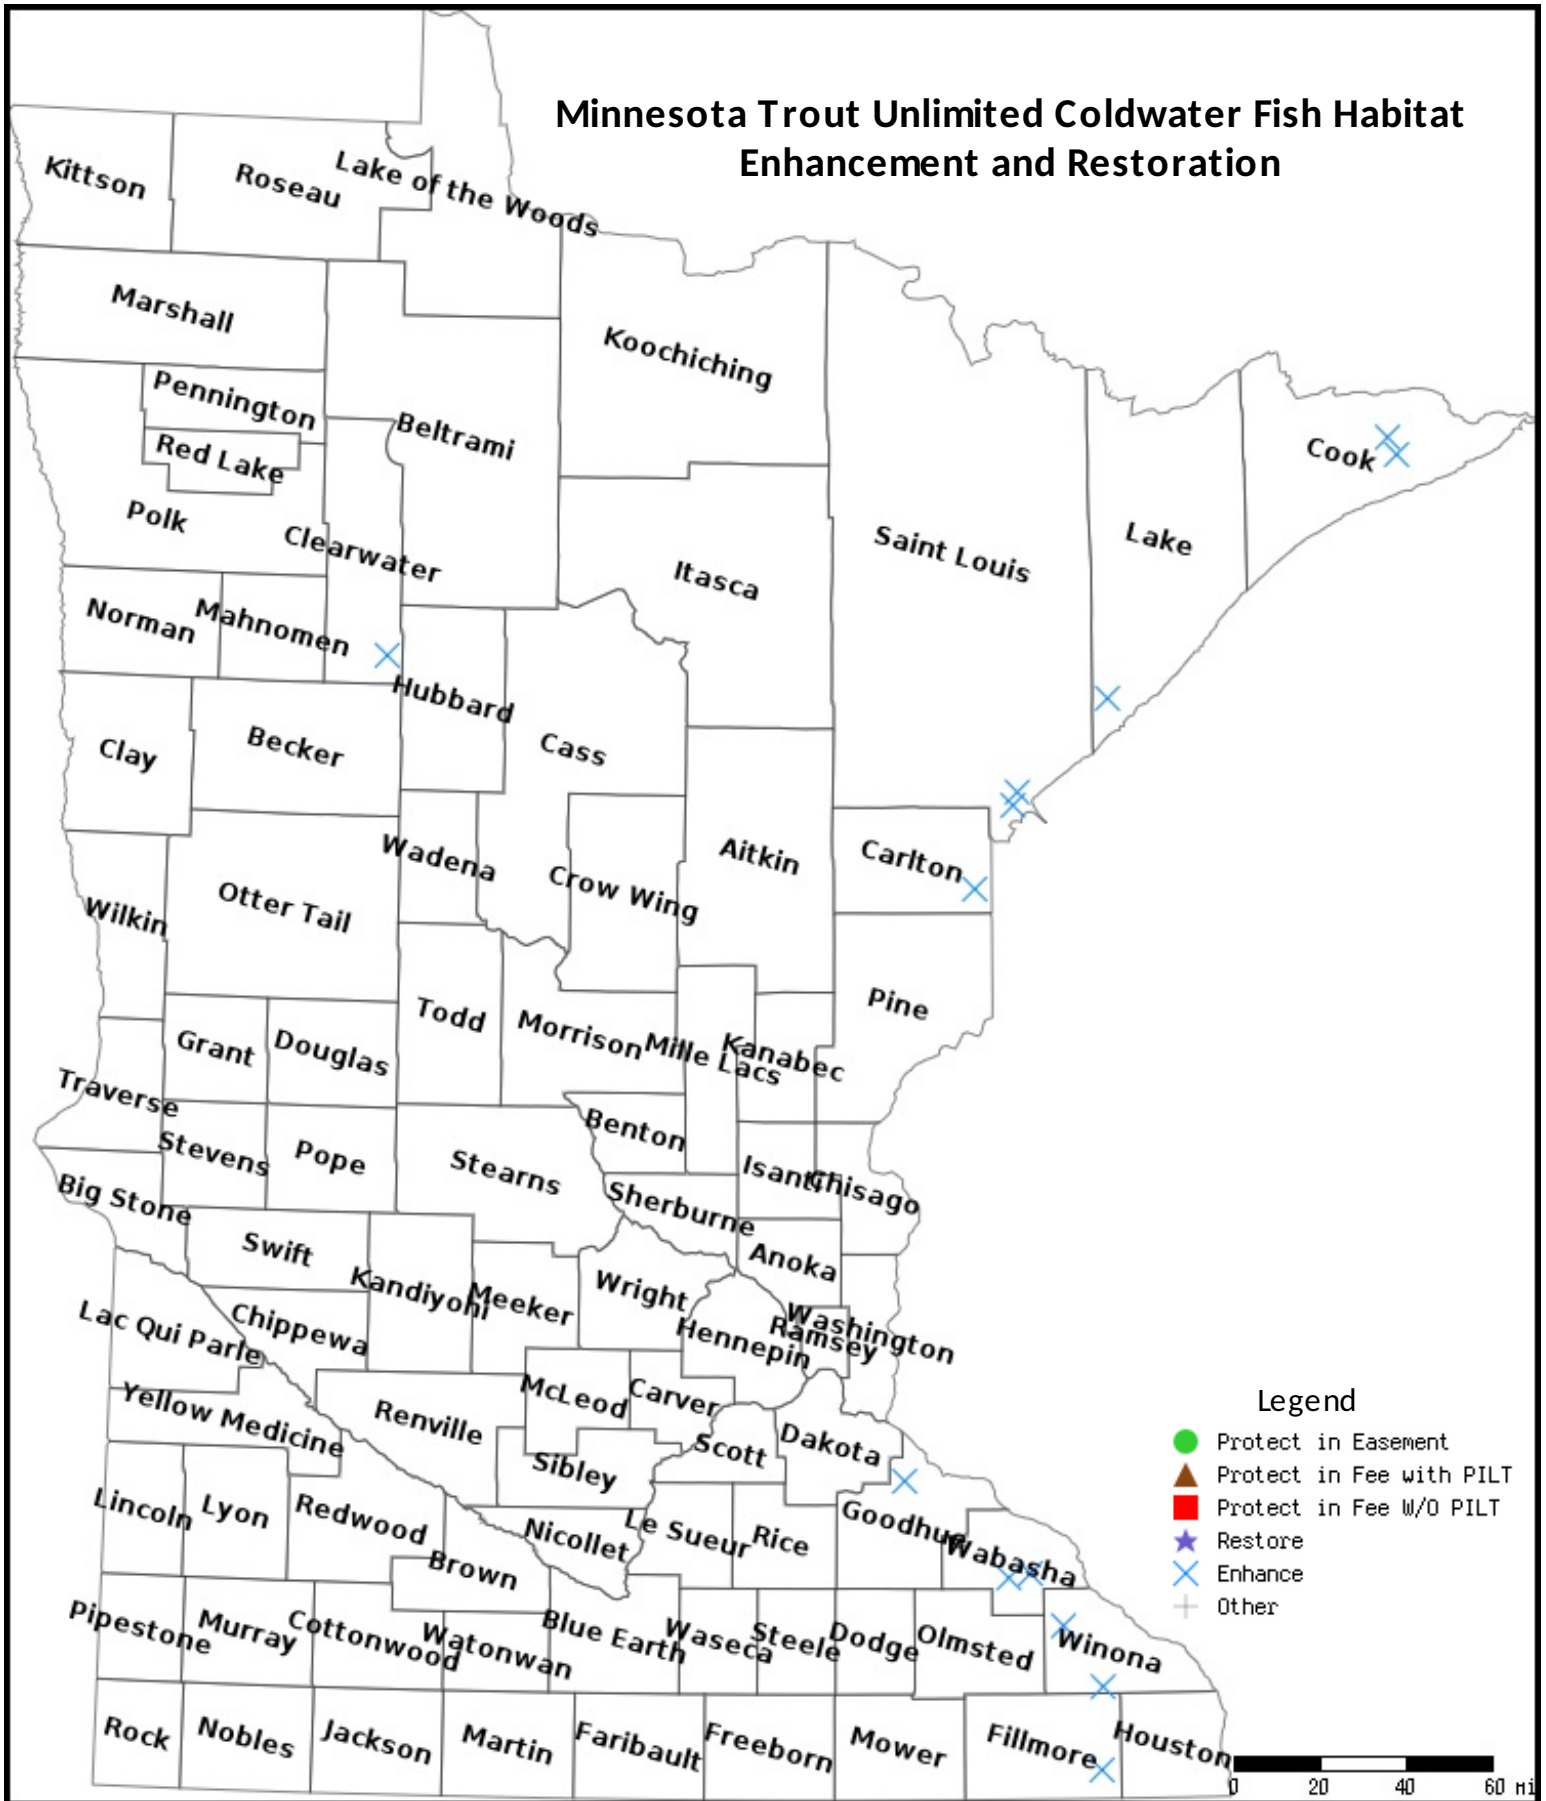 Minnesota Trout Unlimited Coldwater Fish Habitat
Enhancement and Restoration
Kittson
Roseau
Lake of the Woods
Marshall
Koochiching
Pennington
Beltrami
Red Lake
Cook
Polk
Clearwater
Saint Louis
Lake
Itasca
Norman
Mahnomen
Hubbard
Clay
Becker
Cass
Wadena
Aitkin
Carlton
Crow Wing
Otter Tail
Wilkin
Pine
Todd
Morrison
Mille Lacs
Kanabec
Grant
Douglas
Traverse
Benton
Stevens
Pope
Stearns
Isanti
Chisago
Big Stone
Sherburne
Swift
Anoka
Kandiyohi
Meeker
Wright
Washington
Ramsey
Hennepin
Lac Qui Parle
Chippewa
McLeod
Carver
Yellow Medicine
Renville
Scott
Dakota
Sibley
Lincoln
Lyon
Redwood
Nicollet
Le Sueur
Rice
Goodhue
Wabasha
Brown
Pipestone
Murray
Cottonwood
Watonwan
Blue Earth
Waseca
Steele
Dodge
Olmsted
Winona
Rock
Nobles
Jackson
Martin
Faribault
Freeborn
Mower
Fillmore
Houston
Legend
Protect in Easement
Protect in Fee with PILT
Protect in Fee W/O PILT
Restore
Enhance
Other
0 20 40 60 mi